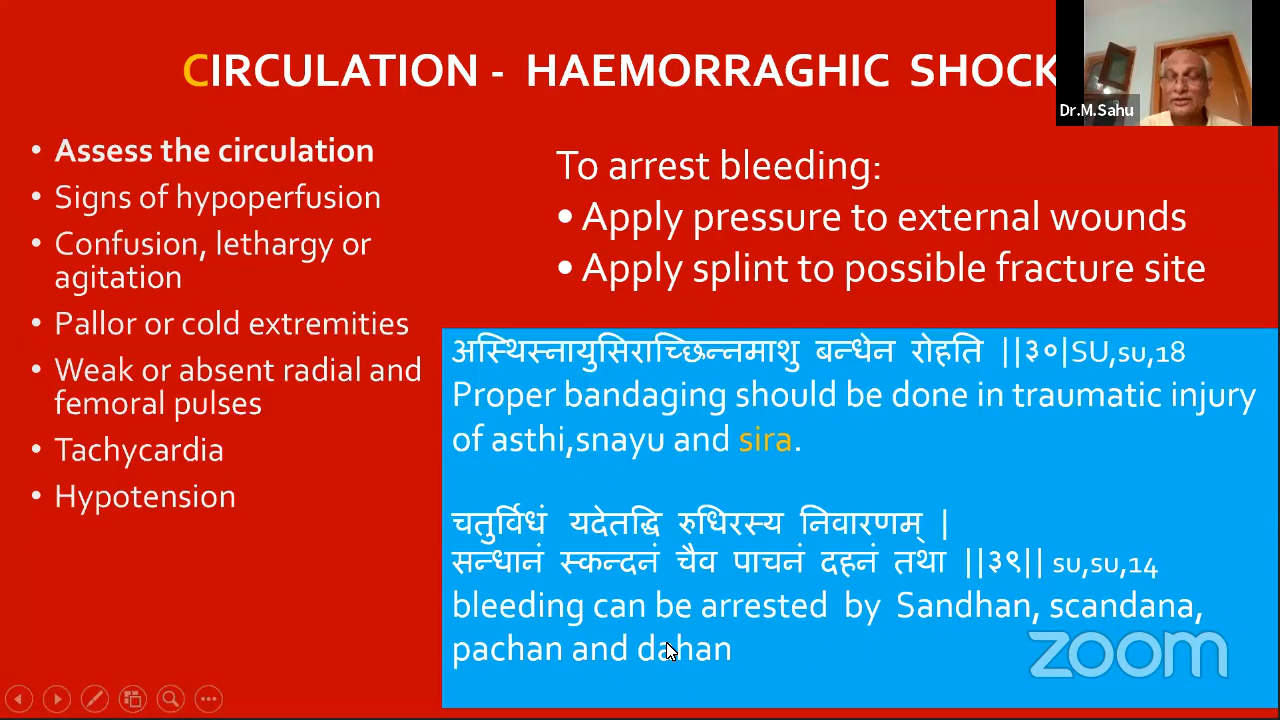 CIRCULATION - HAEMORRAGHIC SHOCK
Dr.M.Sahu
• Assess the circulation
• Signs of hypoperfusion
• Confusion, lethargy or
agitation
• Pallor or cold extremities
• Weak or absent radial and
femoral pulses
• Tachycardia
• Hypotension
To arrest bleeding:
• Apply pressure to external wounds
• Apply splint to possible fracture site
अस्थिस्नायुसिराच्छिन्नमाशु बन्धेन रोहति ||३०|SU,su,18
Proper bandaging should be done in traumatic injury
of asthi,snayu and sira.
चतुर्विधं यदेतद्धि रुधिरस्य निवारणम् |
सन्धानं स्कन्दनं चैव पाचनं दहनं तथा ||३९|| su,su,14
bleeding can be arrested by Sandhan, scandana,
pachan and dahan
zoom